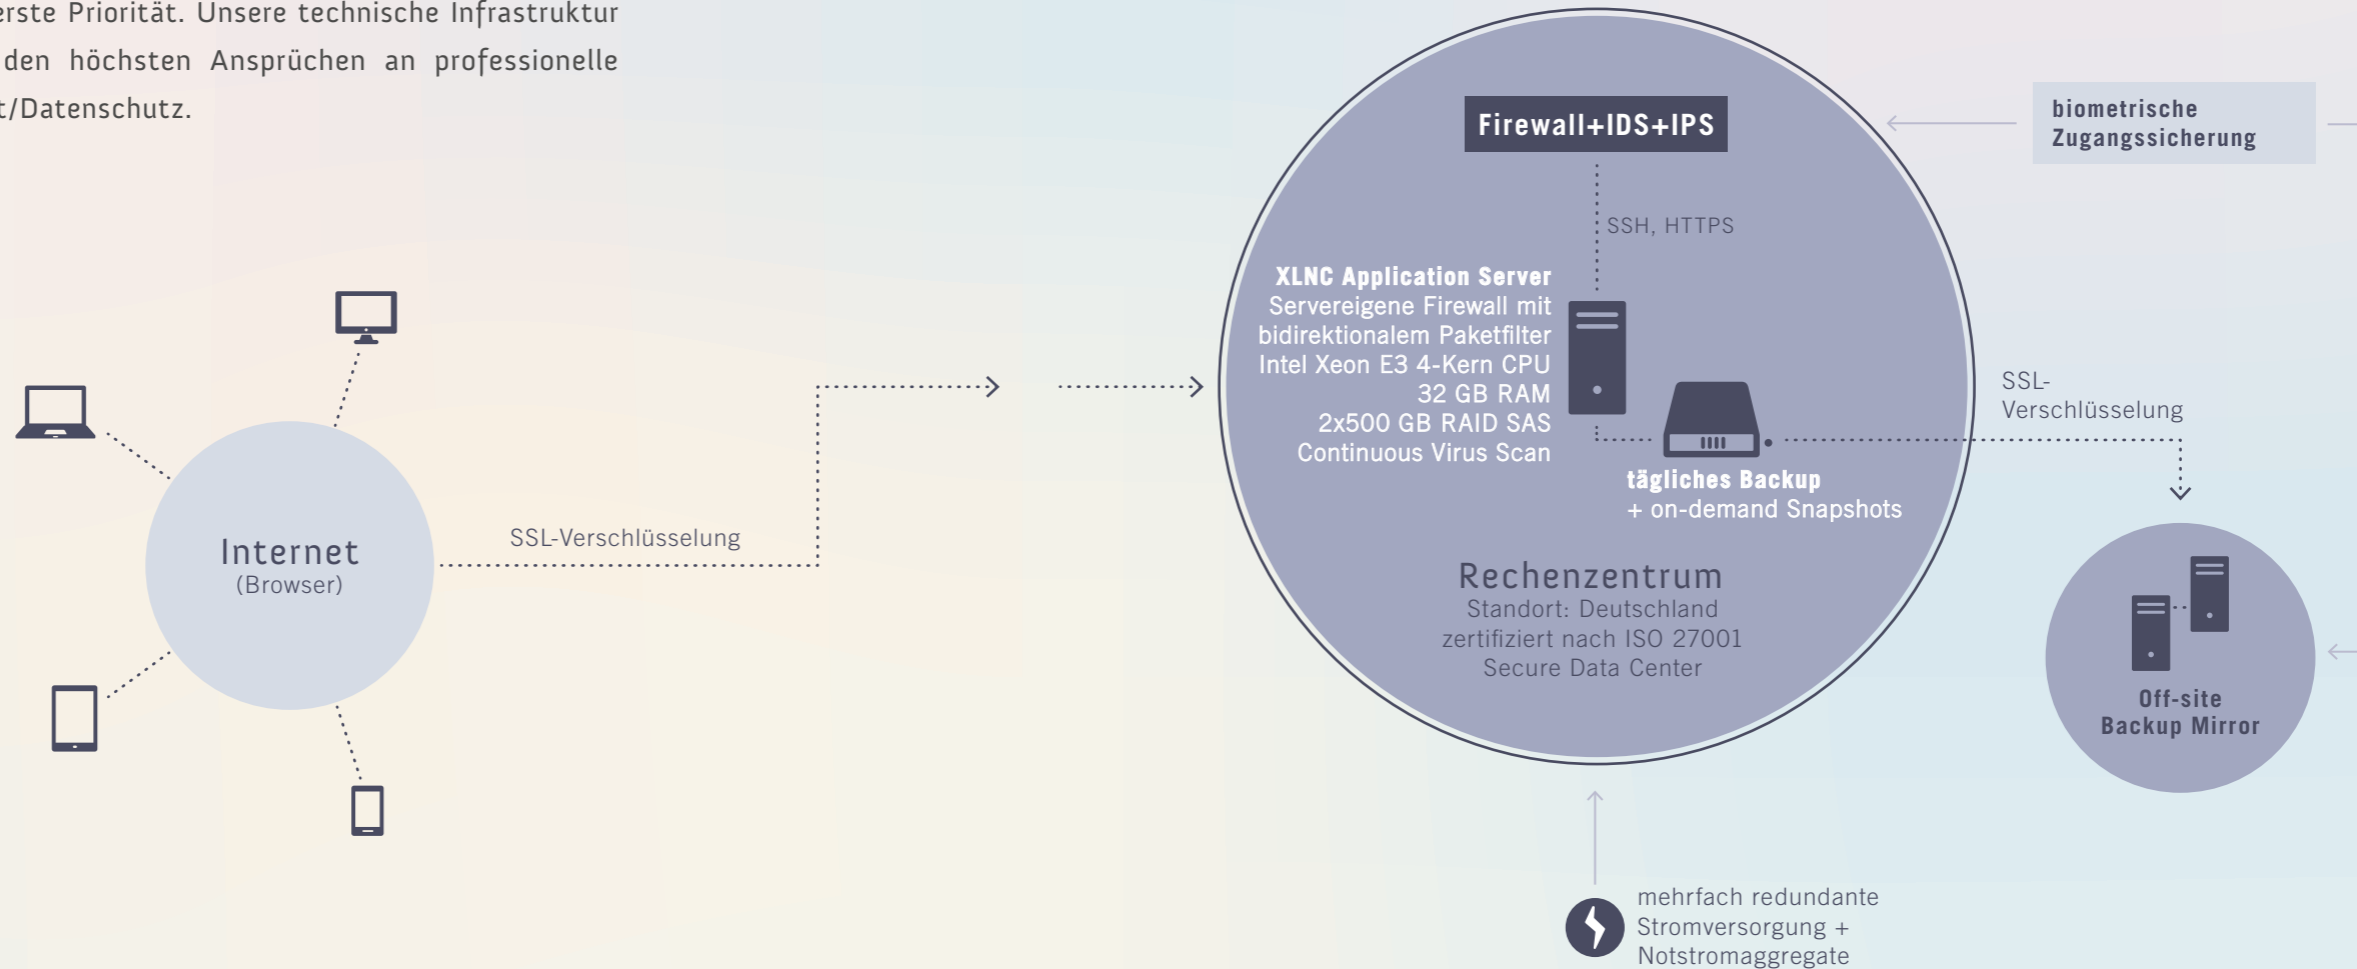 erste Priorität. Unsere technische Infrastruktur
den höchsten Ansprüchen an professionelle
t/Datenschutz.
Firewall+IDS+IPS
biometrische
Zugangssicherung
SSH, HTTPS
XLNC Application Server
Servereigene Firewall mit
bidirektionalem Paketfilter
Intel Xeon E3 4-Kern CPU
32 GB RAM
2x500 GB RAID SAS
Continuous Virus Scan
SSL-
Verschlüsselung
tägliches Backup
+ on-demand Snapshots
Internet
(Browser)
SSL-Verschlüsselung
Rechenzentrum
Standort: Deutschland
zertifiziert nach ISO 27001
Secure Data Center
Off-site
Backup Mirror
mehrfach redundante
Stromversorgung +
Notstromaggregate